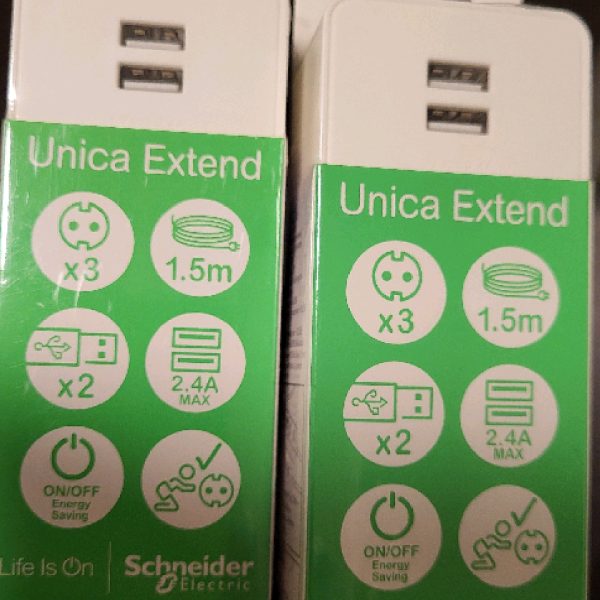 Unica Extend
x3
1.5m
x2
2.4A
MAX
ON/OFF
Energy
Saving
Life Is On
Schneider
Electric
Unica Extend
x3
1.5m
x2
2.4A
MAX
ON/OFF
Energy
Saving